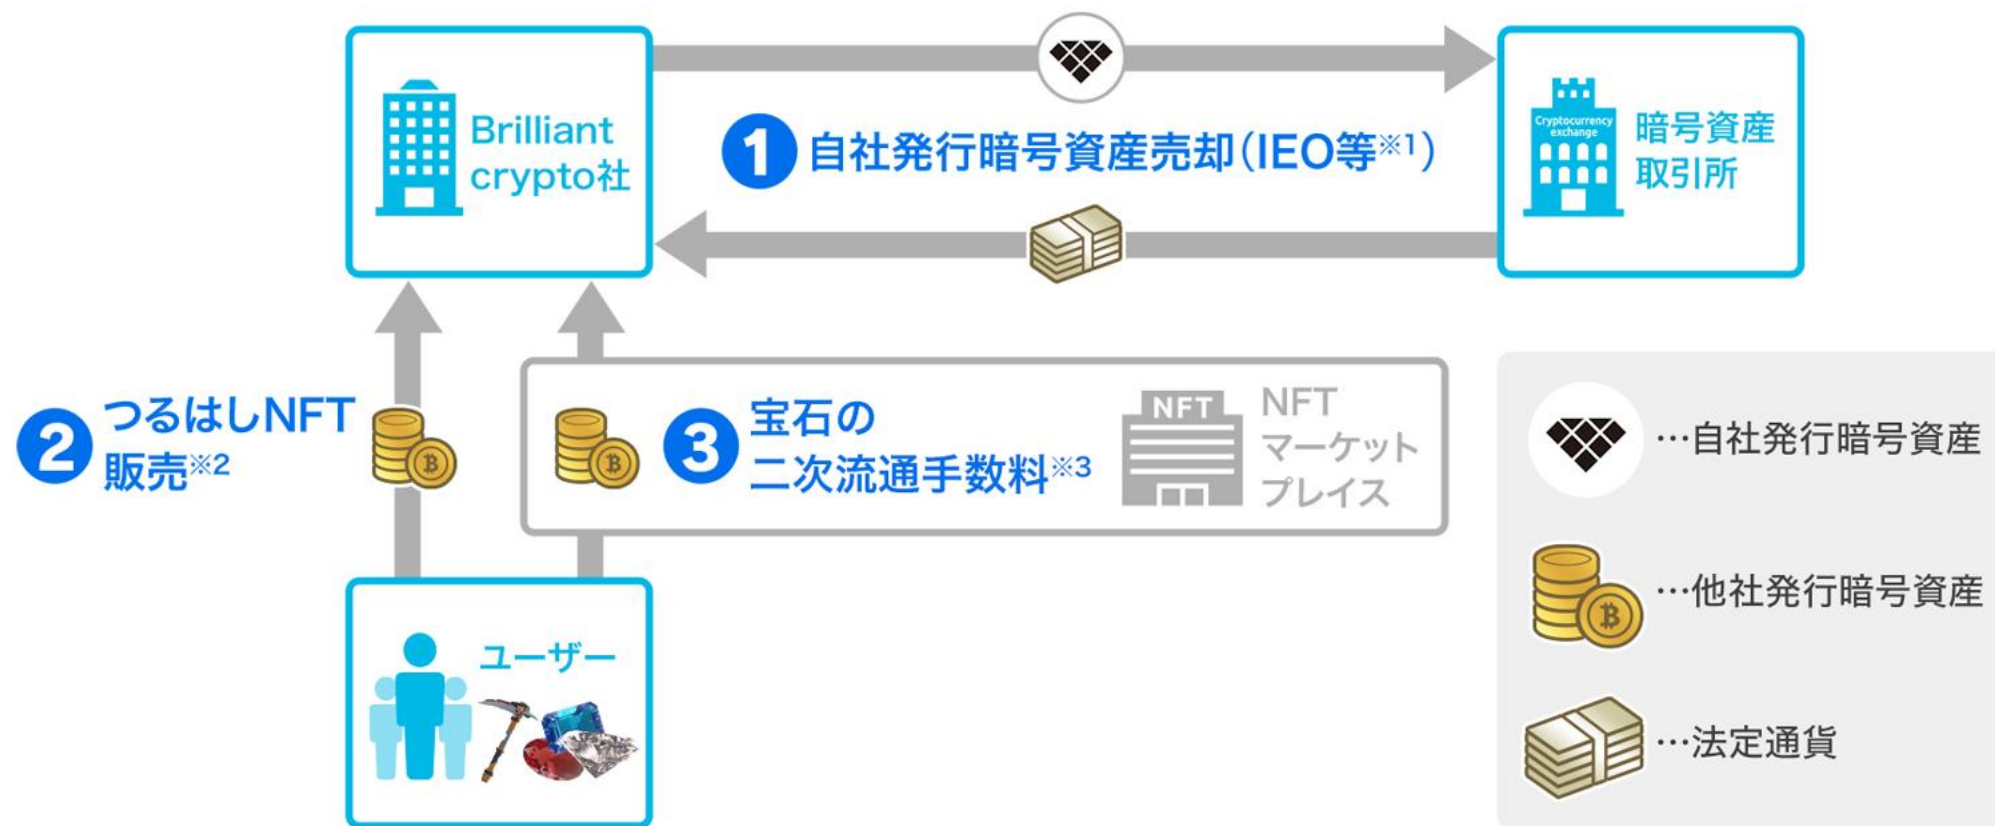 Brilliant
crypto社
1 自社発行暗号資産売却(IEO等※1)
Cryptocurrency
exchange
暗号資産
取引所
2 つるはしNFT
販売※2
3 宝石の
二次流通手数料※3
NFT
NFT
マーケット
プレイス
ユーザー
…自社発行暗号資産
…他社発行暗号資産
…法定通貨